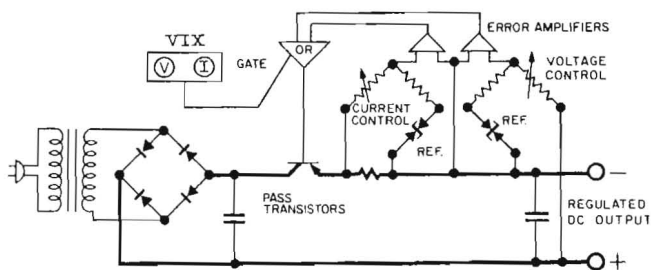 VIX
V I
GATE
OR
ERROR AMPLIFIERS
CURRENT
CONTROL
VOLTAGE
CONTROL
REF.
REF.
PASS
TRANSISTORS
REGULATED
DC OUTPUT
−
+